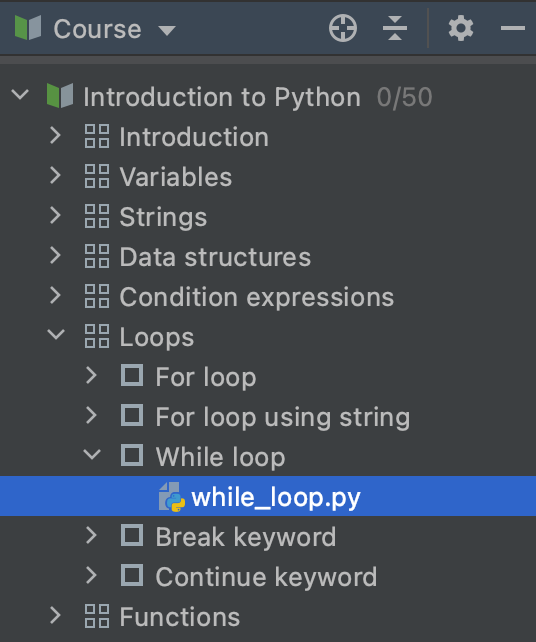 Course
Introduction to Python 0/50
Introduction
Variables
Strings
Data structures
Condition expressions
Loops
For loop
For loop using string
While loop
while_loop.py
Break keyword
Continue keyword
Functions